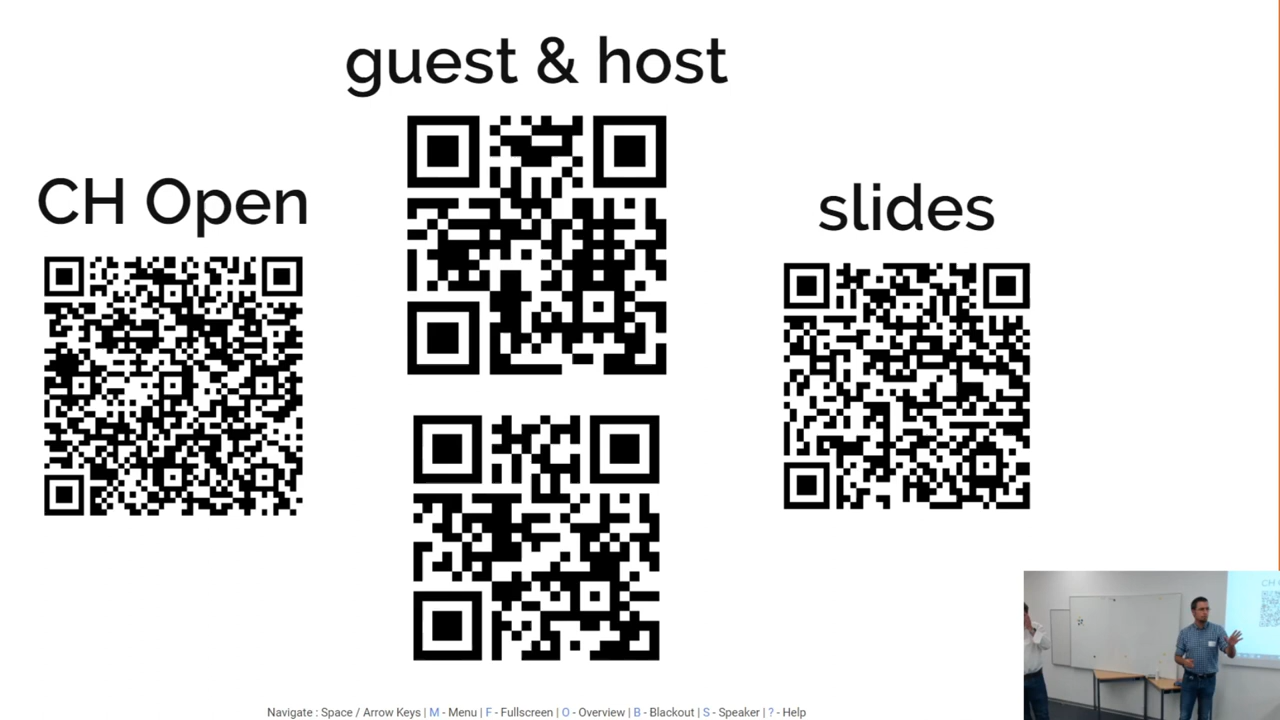 guest & host
CH Open
slides
Navigate : Space / Arrow Keys | M - Menu | F - Fullscreen | O - Overview | B - Blackout | S - Speaker | ? - Help